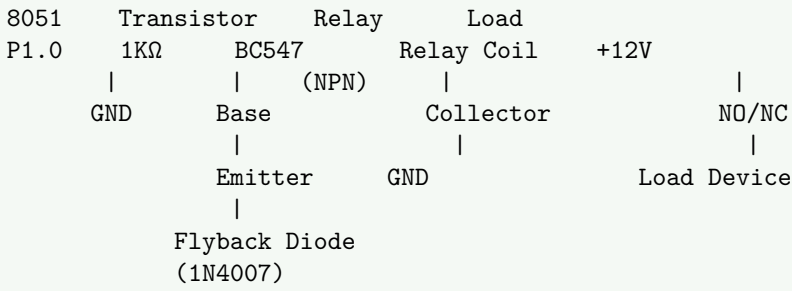 8051 Transistor Relay Load
P1.0 1KΩ BC547 Relay Coil +12V
| | (NPN) | |
GND Base Collector NO/NC
| | |
Emitter GND Load Device
|
Flyback Diode
(1N4007)